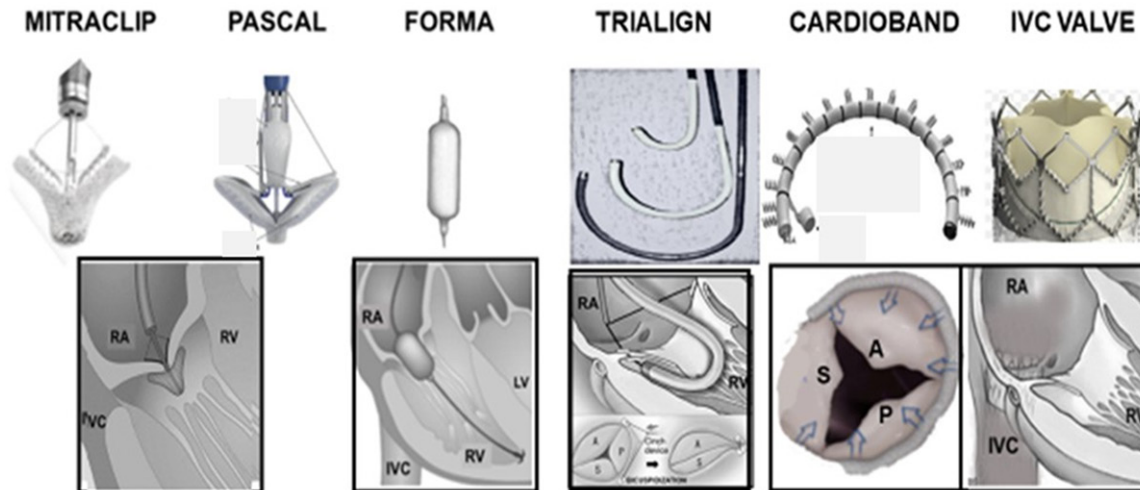 MITRACLIP
PASCAL
FORMA
TRIALIGN
CARDIOBAND
IVC VALVE
RA
RV
IVC
RA
LV
RV
IVC
RA
RV
A
P
S
Cinch
device
A
S
BICUSPIDIZATION
A
S
P
RA
RV
IVC